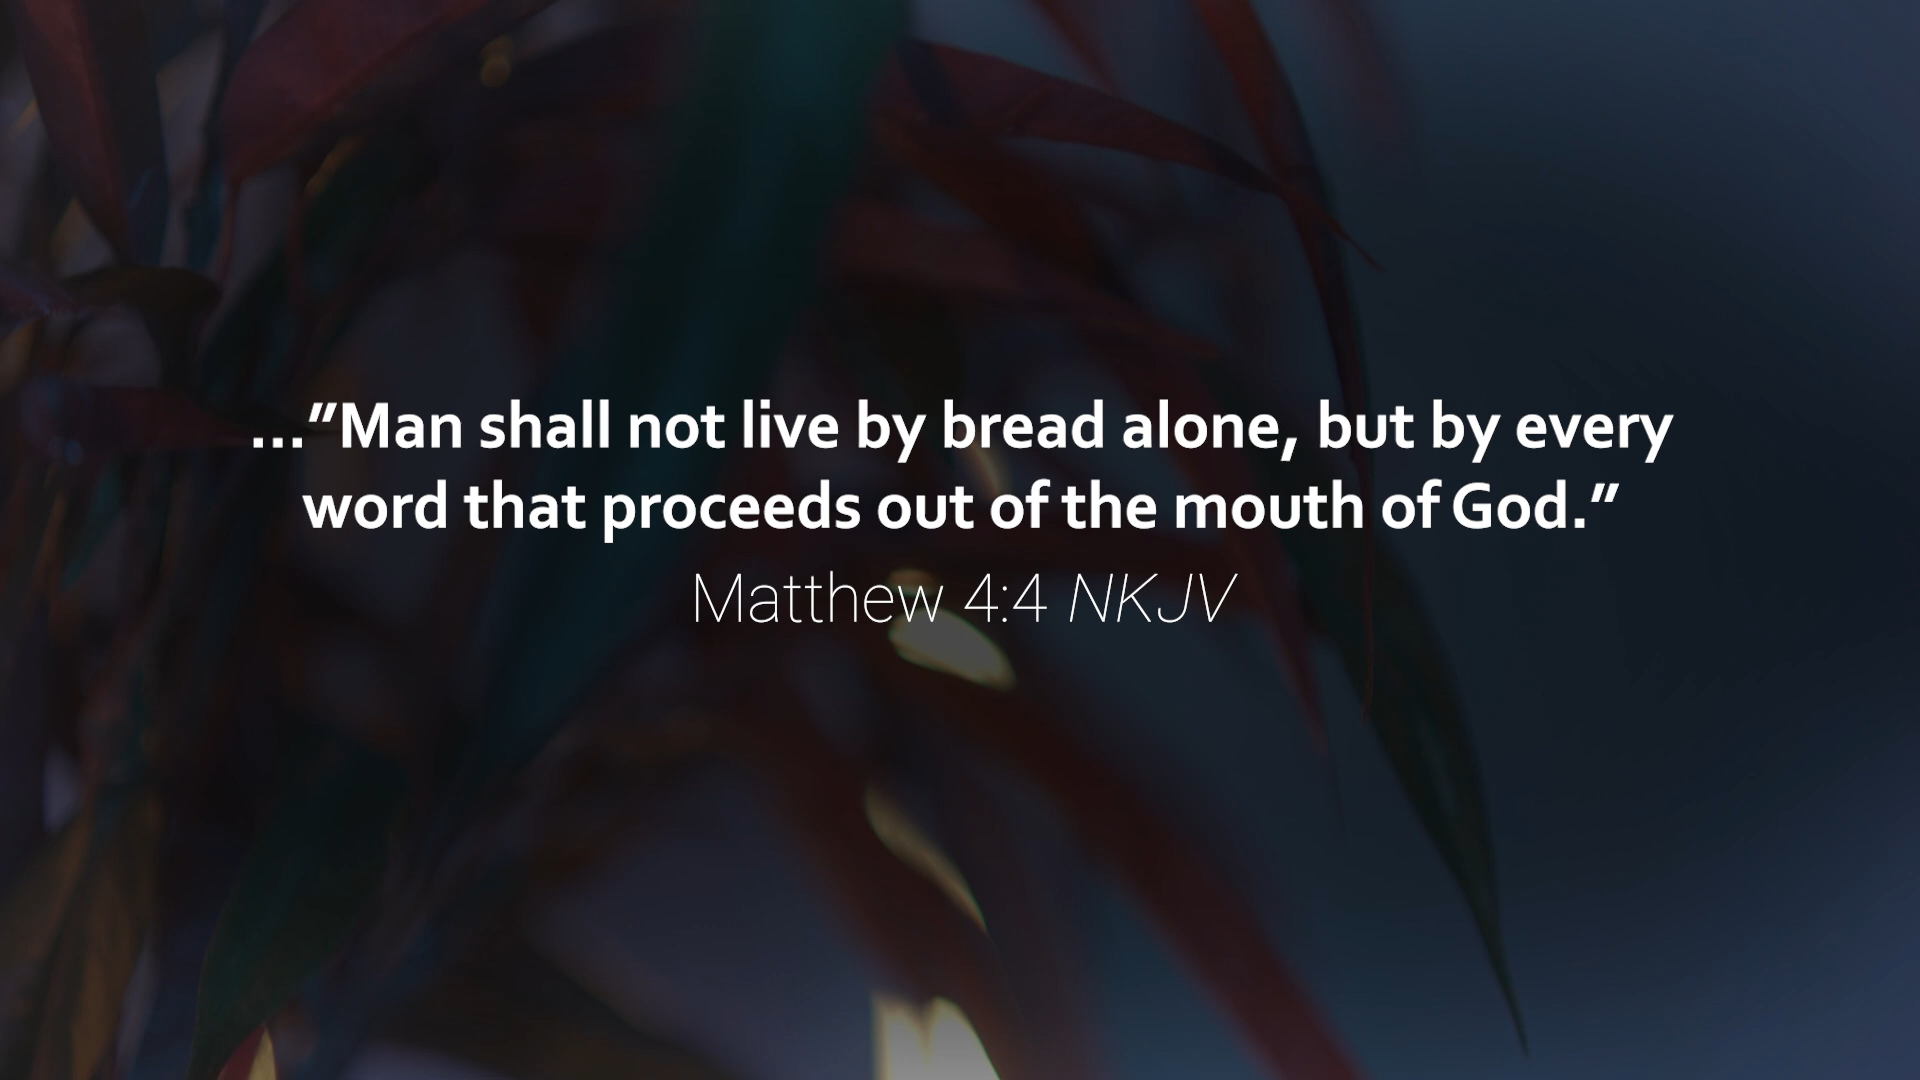 ...”Man shall not live by bread alone, but by every
word that proceeds out of the mouth of God.”
Matthew 4:4 NKJV